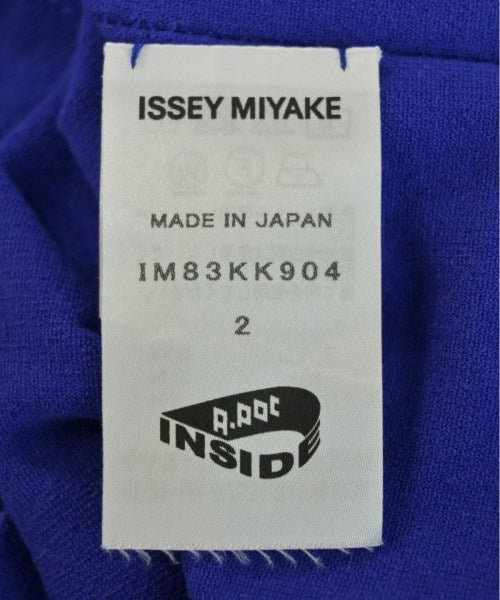 ISSEY MIYAKE
MADE IN JAPAN
IM83KK904
2
A.POC
INSIDE